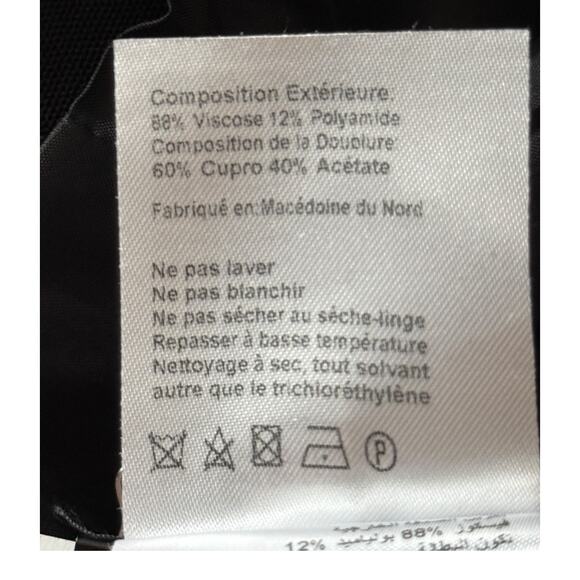 Composition Extérieure:
88% Viscose 12% Polyamide
Composition de la Doublure:
60% Cupro 40% Acétate
Fabriqué en:Macédoine du Nord
Ne pas laver
Ne pas blanchir
Ne pas sécher au sèche-linge
Repasser à basse température
Nettoyage à sec, tout solvant
autre que le trichloréthylène
P
88%
12%